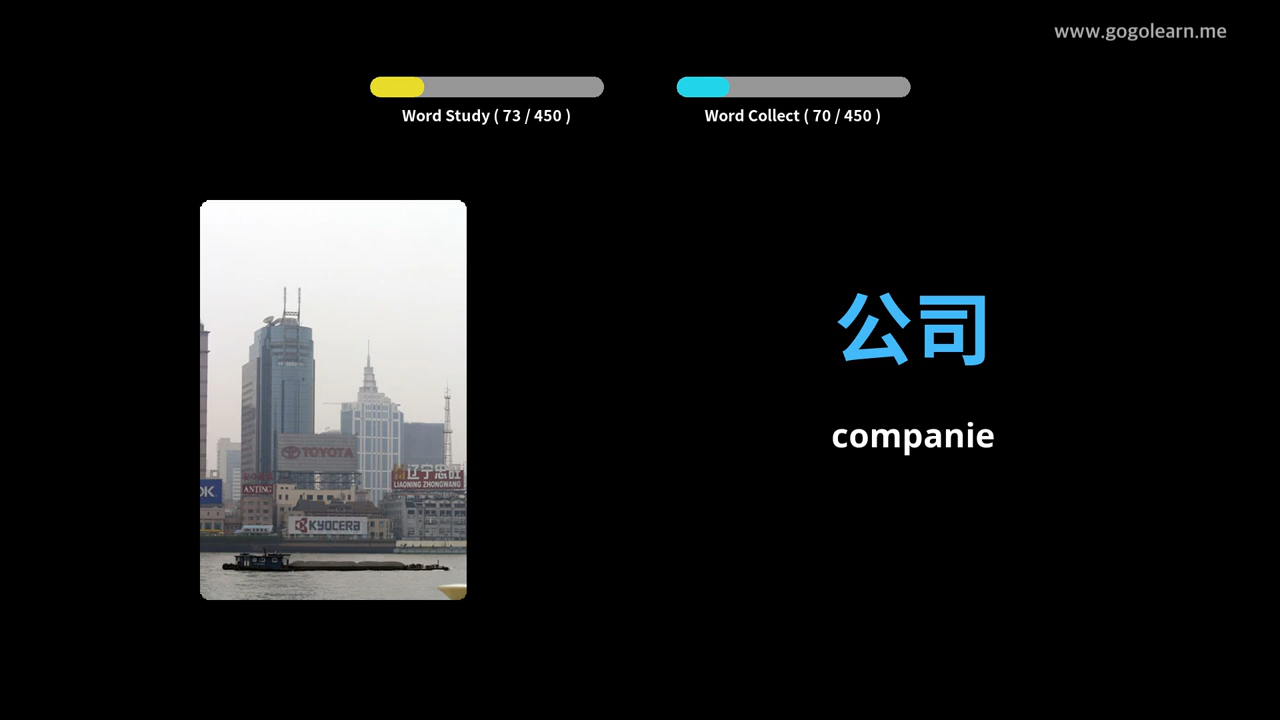 www.gogolearn.me
Word Study ( 73 / 450 )
Word Collect ( 70 / 450 )
公司
companie
TOYOTA
辽宁忠旺
LIAONING ZHONGWANG
OK
ANTING
KYOCERA